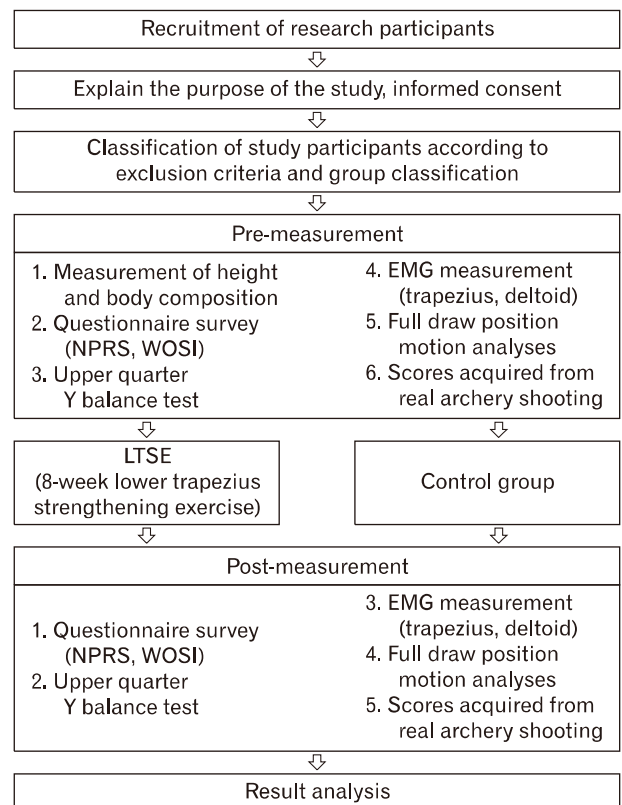 Recruitment of research participants
Explain the purpose of the study, informed consent
Classification of study participants according to
exclusion criteria and group classification
Pre-measurement
1. Measurement of height
and body composition
2. Questionnaire survey
(NPRS, WOSI)
3. Upper quarter
Y balance test
4. EMG measurement
(trapezius, deltoid)
5. Full draw position
motion analyses
6. Scores acquired from
real archery shooting
LTSE
(8-week lower trapezius
strengthening exercise)
Control group
Post-measurement
1. Questionnaire survey
(NPRS, WOSI)
2. Upper quarter
Y balance test
3. EMG measurement
(trapezius, deltoid)
4. Full draw position
motion analyses
5. Scores acquired from
real archery shooting
Result analysis